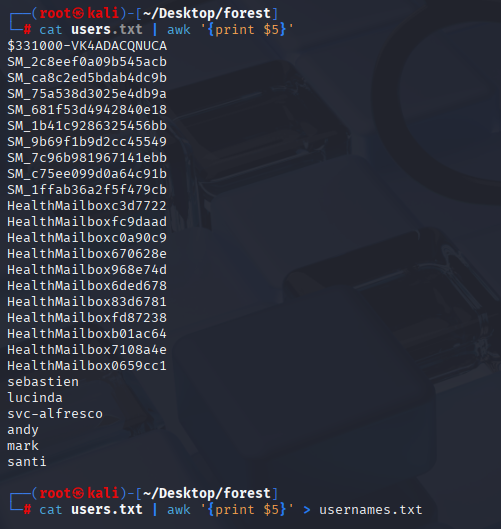 ┌──(root㉿kali)-[~/Desktop/forest]
└─# cat users.txt | awk '{print $5}'
$331000-VK4ADACQNUCA
SM_2c8eef0a09b545acb
SM_ca8c2ed5bdab4dc9b
SM_75a538d3025e4db9a
SM_681f53d4942840e18
SM_1b41c9286325456bb
SM_9b69f1b9d2cc45549
SM_7c96b981967141ebb
SM_c75ee099d0a64c91b
SM_1ffab36a2f5f479cb
HealthMailboxc3d7722
HealthMailboxfc9daad
HealthMailboxc0a90c9
HealthMailbox670628e
HealthMailbox968e74d
HealthMailbox6ded678
HealthMailbox83d6781
HealthMailboxfd87238
HealthMailboxb01ac64
HealthMailbox7108a4e
HealthMailbox0659cc1
sebastien
lucinda
svc-alfresco
andy
mark
santi
┌──(root㉿kali)-[~/Desktop/forest]
└─# cat users.txt | awk '{print $5}' > usernames.txt